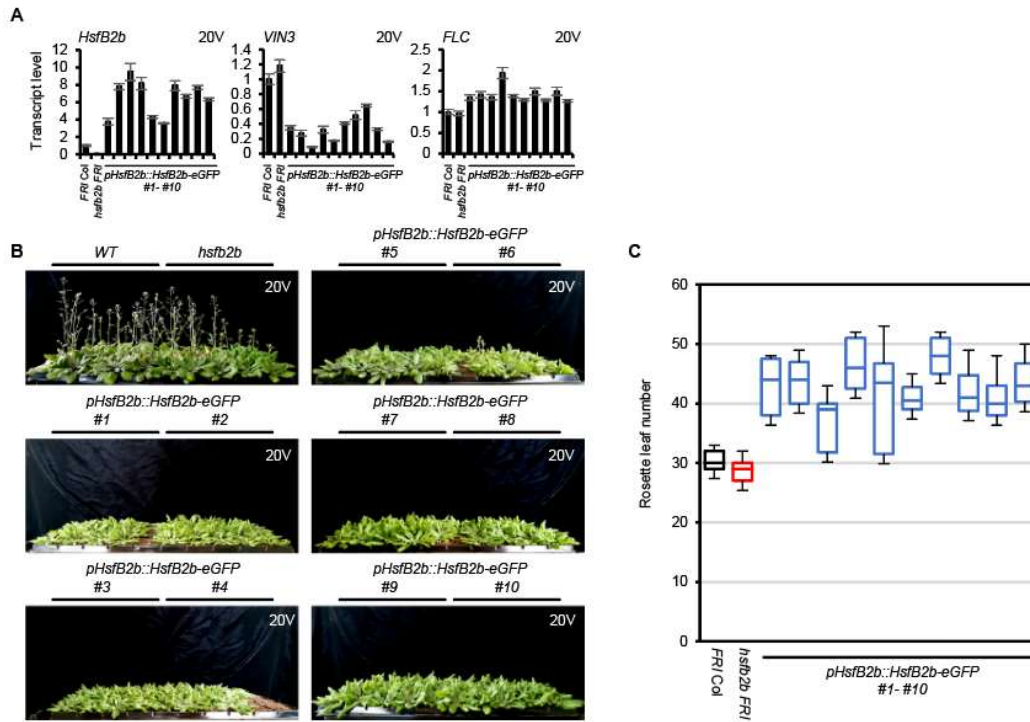 A
HsfB2b 20V
VIN3 20V
FLC 20V
Transcript level
12
10
8
6
4
2
0
1.4
1.2
1
0.8
0.6
0.4
0.2
0
2.5
2
1.5
1
0.5
0
FRI Col
hsfb2b FRI
pHsfB2b::HsfB2b-eGFP
#1- #10
FRI Col
hsfb2b FRI
pHsfB2b::HsfB2b-eGFP
#1- #10
FRI Col
hsfb2b FRI
pHsfB2b::HsfB2b-eGFP
#1- #10
B
WT hsfb2b
20V
pHsfB2b::HsfB2b-eGFP
#5 #6
20V
pHsfB2b::HsfB2b-eGFP
#1 #2
20V
pHsfB2b::HsfB2b-eGFP
#7 #8
20V
pHsfB2b::HsfB2b-eGFP
#3 #4
20V
pHsfB2b::HsfB2b-eGFP
#9 #10
20V
C
Rosette leaf number
60
50
40
30
20
10
0
FRI Col
hsfb2b FRI
pHsfB2b::HsfB2b-eGFP
#1- #10